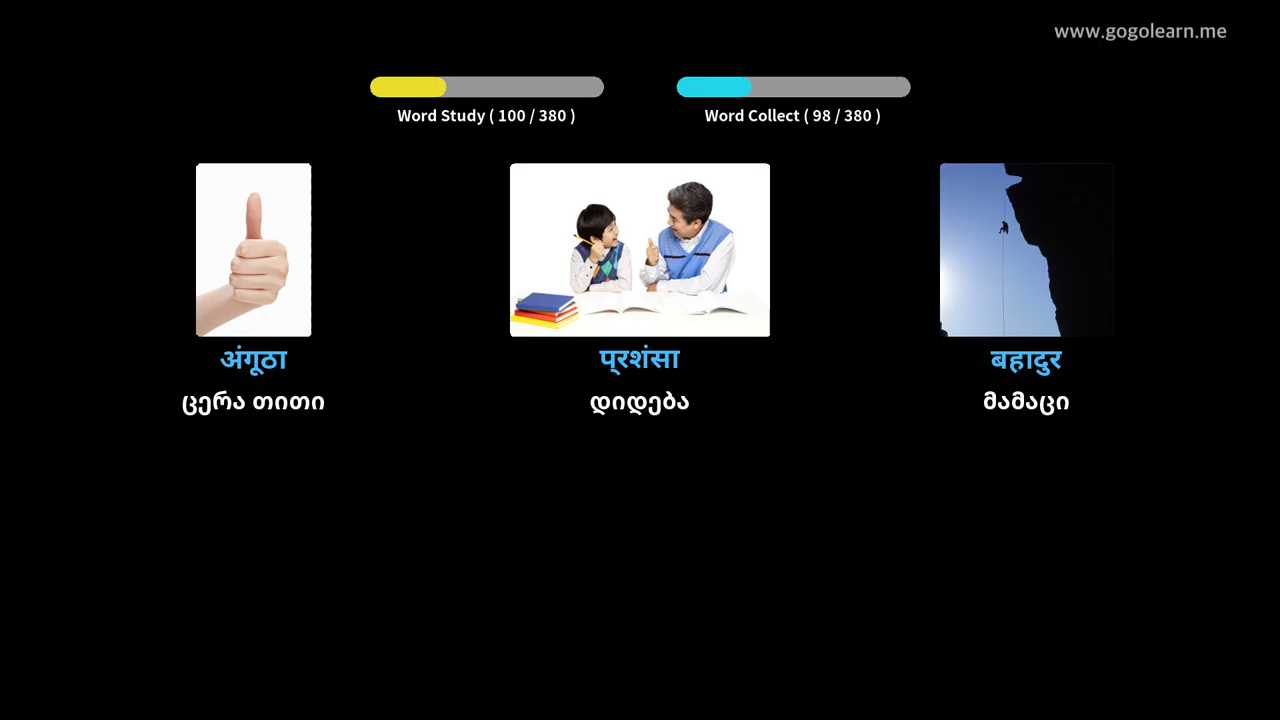 www.gogolearn.me
Word Study ( 100 / 380 )
Word Collect ( 98 / 380 )
अंगूठा
प्रशंसा
बहादुर
ცერა თითი
დიდება
მამაცი